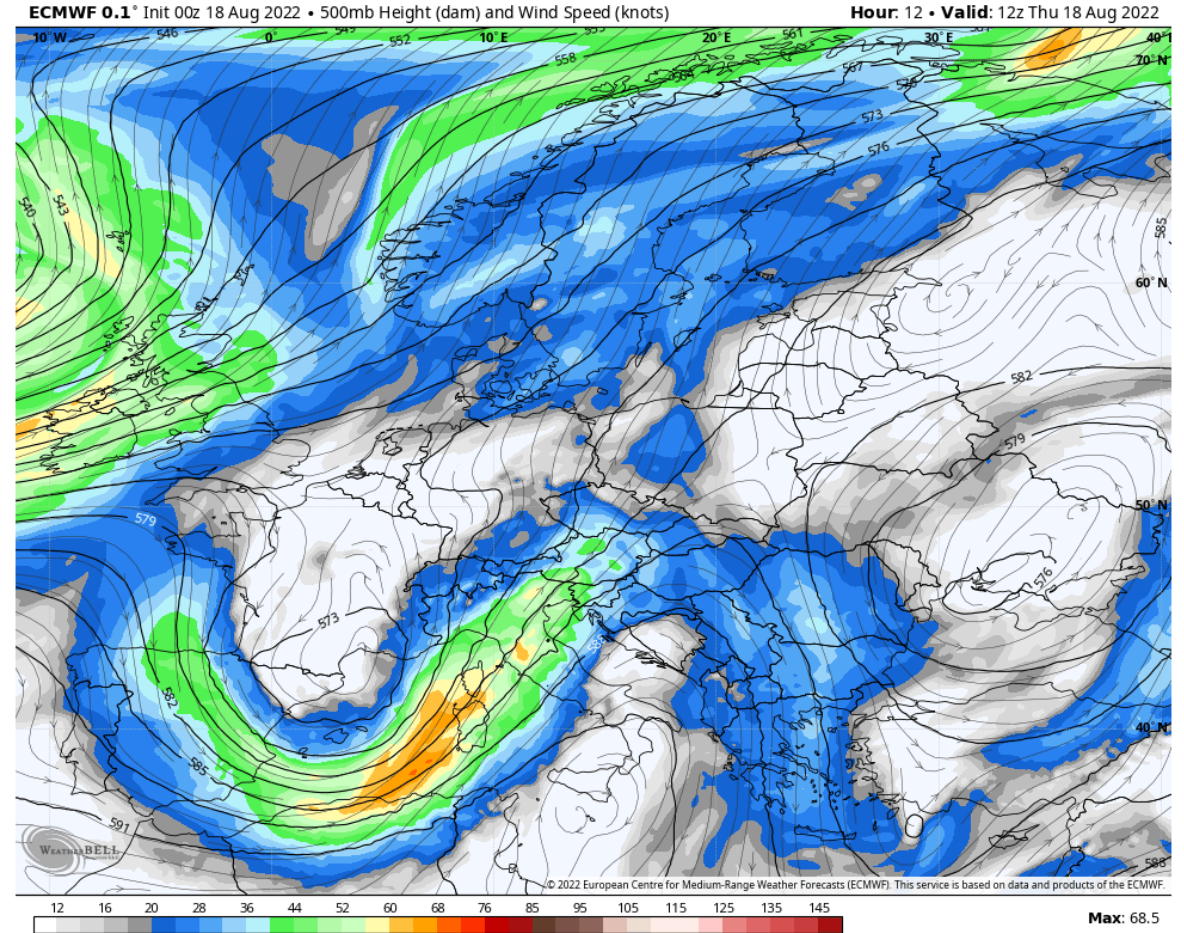 ECMWF 0.1° Init 00z 18 Aug 2022 • 500mb Height (dam) and Wind Speed (knots) Hour: 12 • Valid: 12z Thu 18 Aug 2022
10°W 0° 10°E 20°E 30°E 40°E
546 549 552 555 561
558 564 567
70°N
573
576
540 543 585
60°N
582
579
579 50°N
576
573
582 40°N
585
591
WEATHERBELL
588
© 2022 European Centre for Medium-Range Weather Forecasts (ECMWF). This service is based on data and products of the ECMWF.
12 16 20 28 36 44 52 60 68 76 85 95 105 115 125 135 145
Max: 68.5